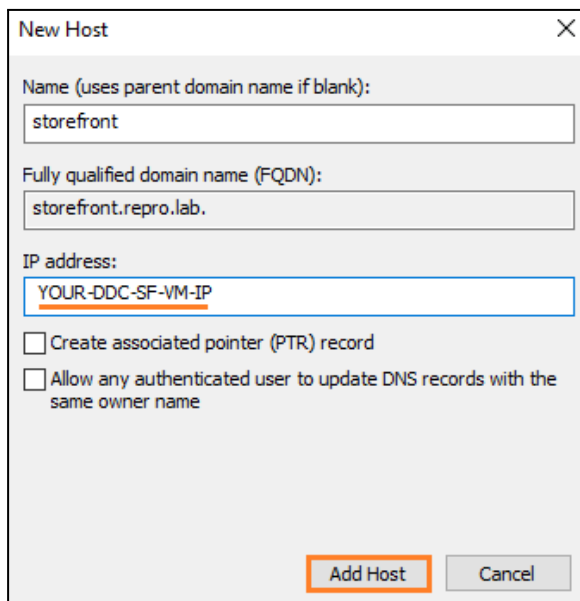 New Host
Name (uses parent domain name if blank):
storefront
Fully qualified domain name (FQDN):
storefront.repro.lab.
IP address:
YOUR-DDC-SF-VM-IP
Create associated pointer (PTR) record
Allow any authenticated user to update DNS records with the
same owner name
Add Host
Cancel